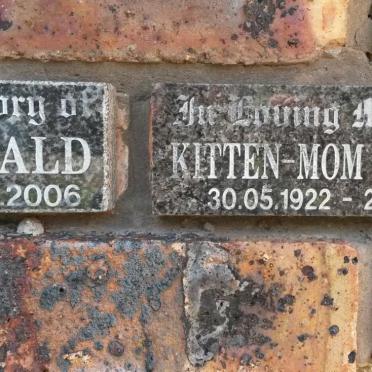 ory of
ALD
.2006
In Loving M
KITTEN-MOM
30.05.1922 - 2